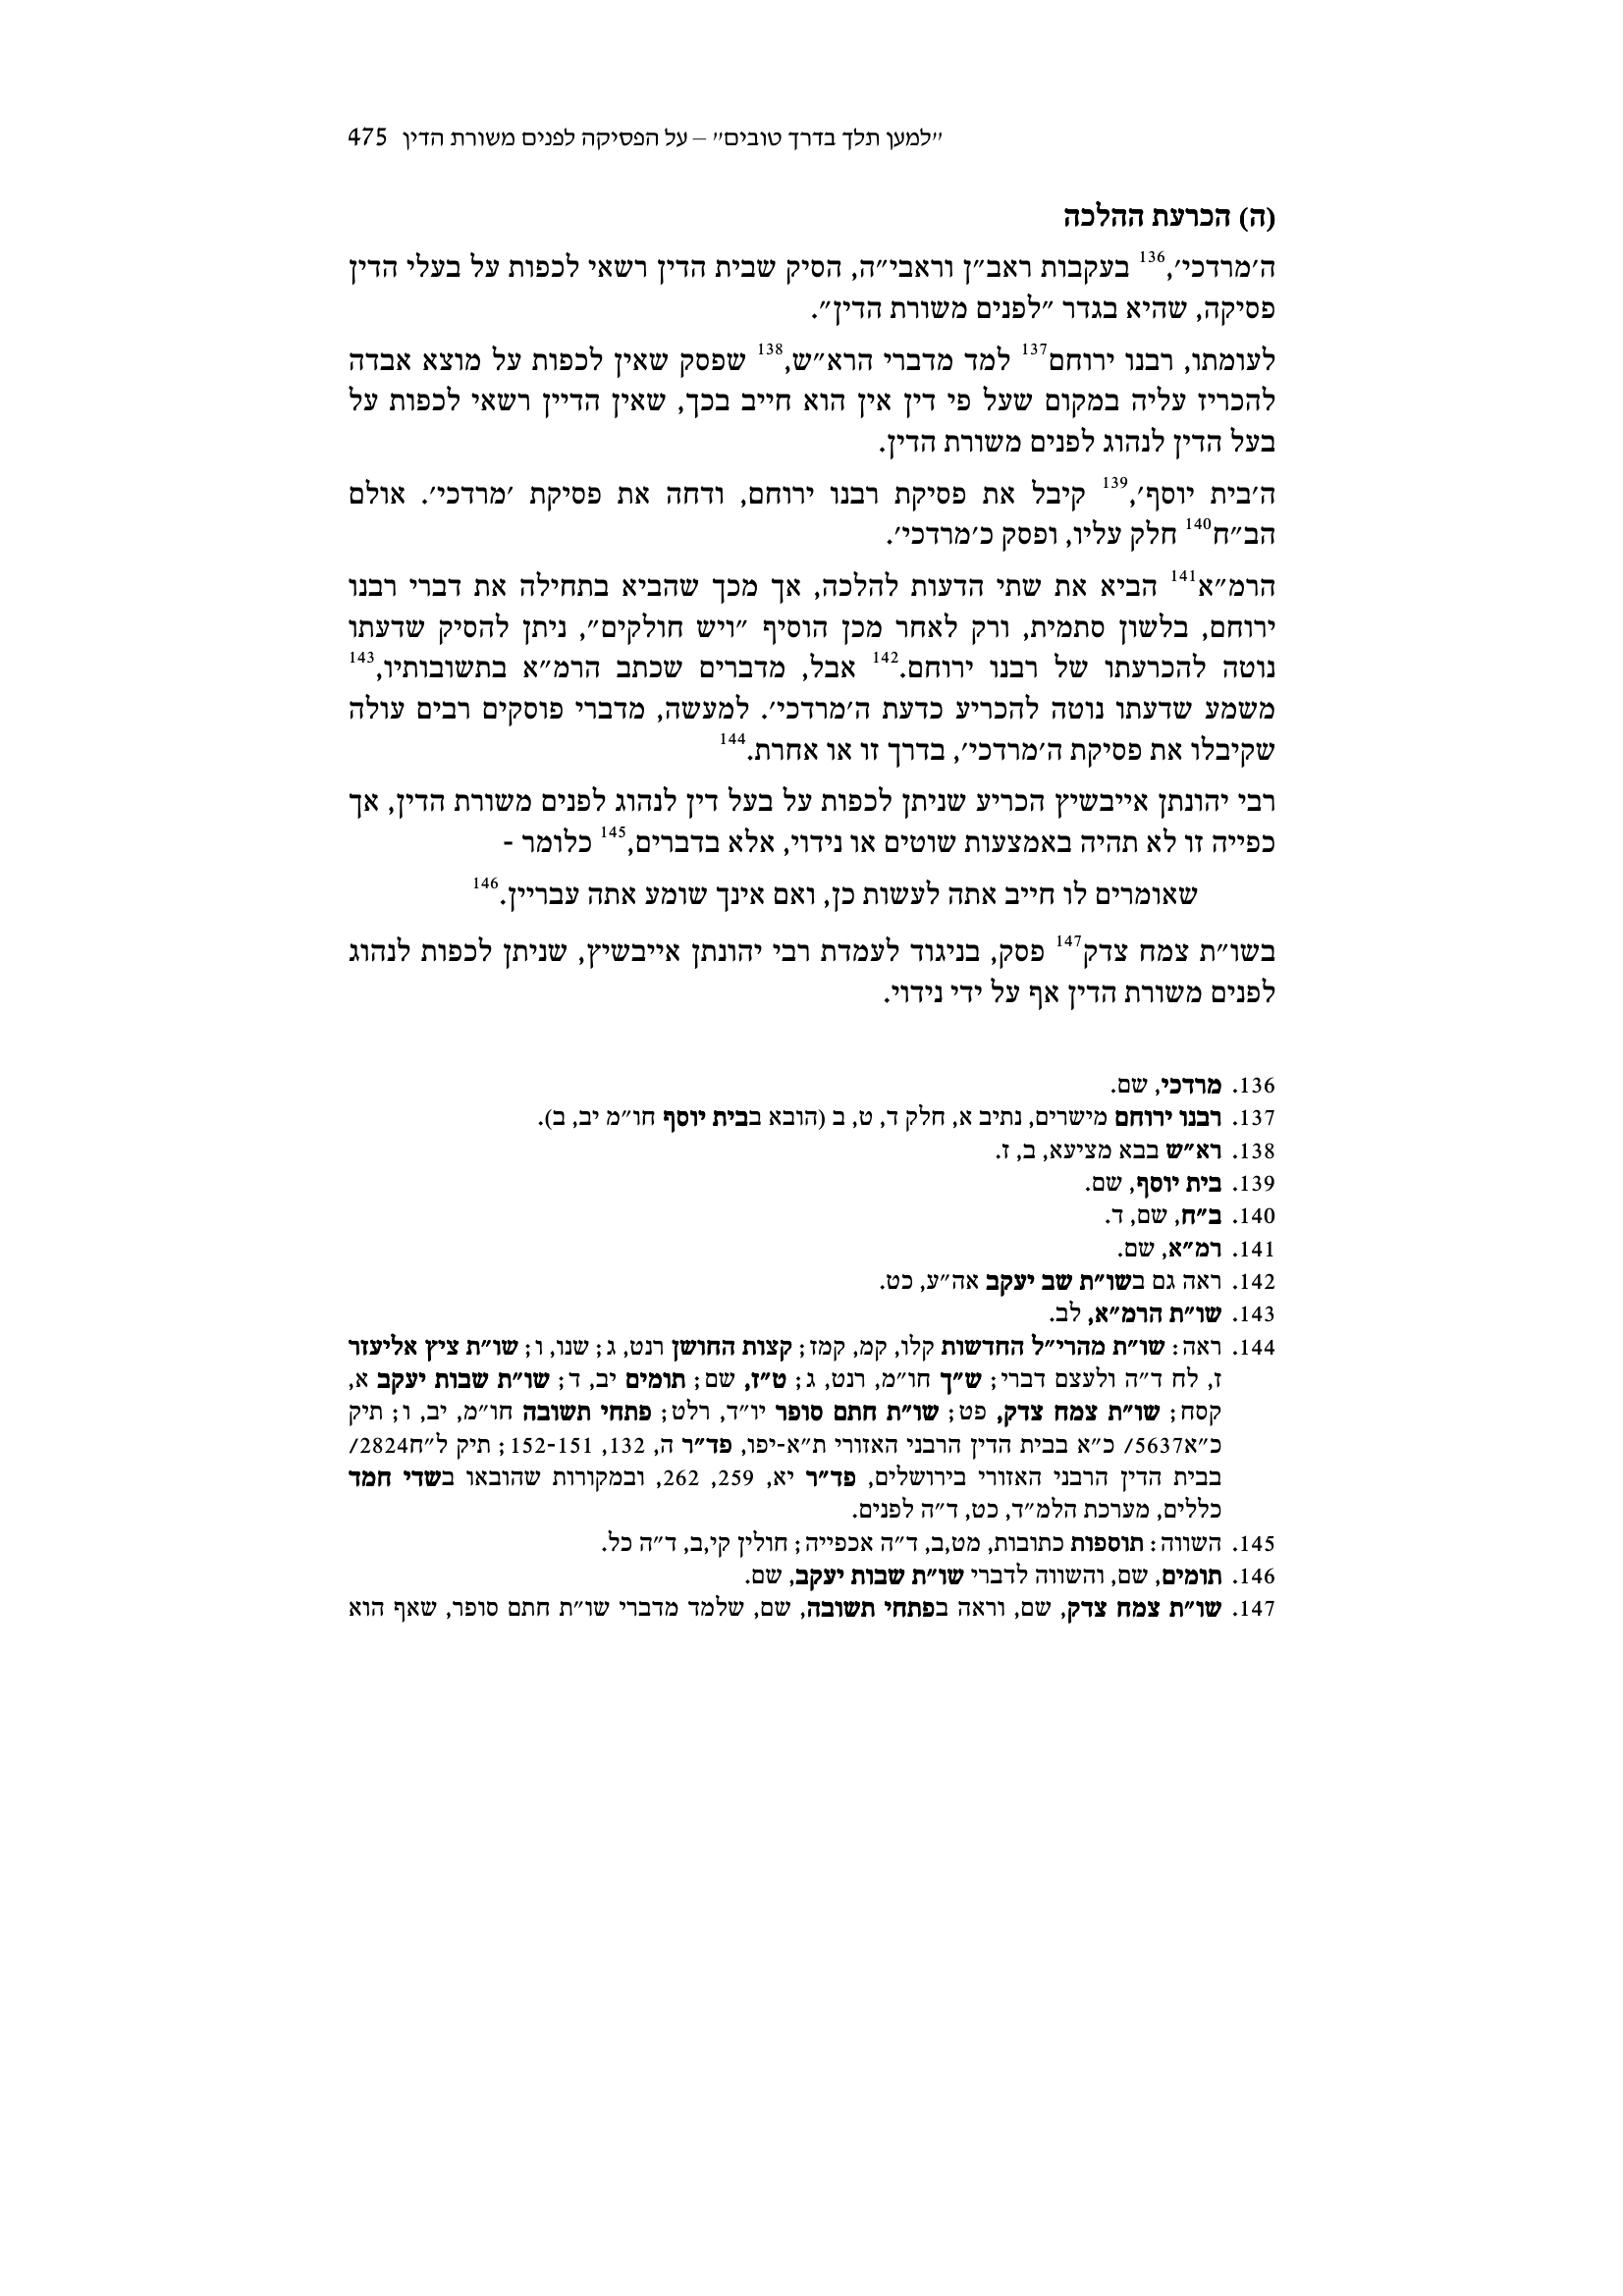 ״למען תלך בדרך טובים״ – על הפסיקה לפנים משורת הדין 475
(ה) הכרעת ההלכה
ה׳מרדכי׳,136 בעקבות ראב״ן וראבי״ה, הסיק שבית הדין רשאי לכפות על בעלי הדין
פסיקה, שהיא בגדר ״לפנים משורת הדין״.
לעומתו, רבנו ירוחם137 למד מדברי הרא״ש,138 שפסק שאין לכפות על מוצא אבדה
להכריז עליה במקום שעל פי דין אין הוא חייב בכך, שאין הדיין רשאי לכפות על
בעל הדין לנהוג לפנים משורת הדין.
ה׳בית יוסף׳,139 קיבל את פסיקת רבנו ירוחם, ודחה את פסיקת ׳מרדכי׳. אולם
הב״ח140 חלק עליו, ופסק כ׳מרדכי׳.
הרמ״א141 הביא את שתי הדעות להלכה, אך מכך שהביא בתחילה את דברי רבנו
ירוחם, בלשון סתמית, ורק לאחר מכן הוסיף ״ויש חולקים״, ניתן להסיק שדעתו
נוטה להכרעתו של רבנו ירוחם.142 אבל, מדברים שכתב הרמ״א בתשובותיו,143
משמע שדעתו נוטה להכריע כדעת ה׳מרדכי׳. למעשה, מדברי פוסקים רבים עולה
שקיבלו את פסיקת ה׳מרדכי׳, בדרך זו או אחרת.144
רבי יהונתן אייבשיץ הכריע שניתן לכפות על בעל דין לנהוג לפנים משורת הדין, אך
כפייה זו לא תהיה באמצעות שוטים או נידוי, אלא בדברים,145 כלומר -
שאומרים לו חייב אתה לעשות כן, ואם אינך שומע אתה עבריין.146
בשו״ת צמח צדק147 פסק, בניגוד לעמדת רבי יהונתן אייבשיץ, שניתן לכפות לנהוג
לפנים משורת הדין אף על ידי נידוי.
136. מרדכי, שם.
137. רבנו ירוחם מישרים, נתיב א, חלק ד, ט, ב (הובא בבית יוסף חו״מ יב, ב).
138. רא״ש בבא מציעא, ב, ז.
139. בית יוסף, שם.
140. ב״ח, שם, ד.
141. רמ״א, שם.
142. ראה גם בשו״ת שב יעקב אה״ע, כט.
143. שו״ת הרמ״א, לב.
144. ראה: שו״ת מהרי״ל החדשות קלו, קמ, קמז; קצות החושן רנט, ג; שנו, ו; שו״ת ציץ אליעזר
ז, לח ד״ה ולעצם דברי; ש״ך חו״מ, רנט, ג; ט״ז, שם; תומים יב, ד; שו״ת שבות יעקב א,
קסח; שו״ת צמח צדק, פט; שו״ת חתם סופר יו״ד, רלט; פתחי תשובה חו״מ, יב, ו; תיק
כ״א5637/ כ״א בבית הדין הרבני האזורי ת״א-יפו, פד״ר ה, 132, 152-151; תיק ל״ח2824/
בבית הדין הרבני האזורי בירושלים, פד״ר יא, 259, 262, ובמקורות שהובאו בשדי חמד
כללים, מערכת הלמ״ד, כט, ד״ה לפנים.
145. השווה: תוספות כתובות, מט,ב, ד״ה אכפייה; חולין קי,ב, ד״ה כל.
146. תומים, שם, והשווה לדברי שו״ת שבות יעקב, שם.
147. שו״ת צמח צדק, שם, וראה בפתחי תשובה, שם, שלמד מדברי שו״ת חתם סופר, שאף הוא